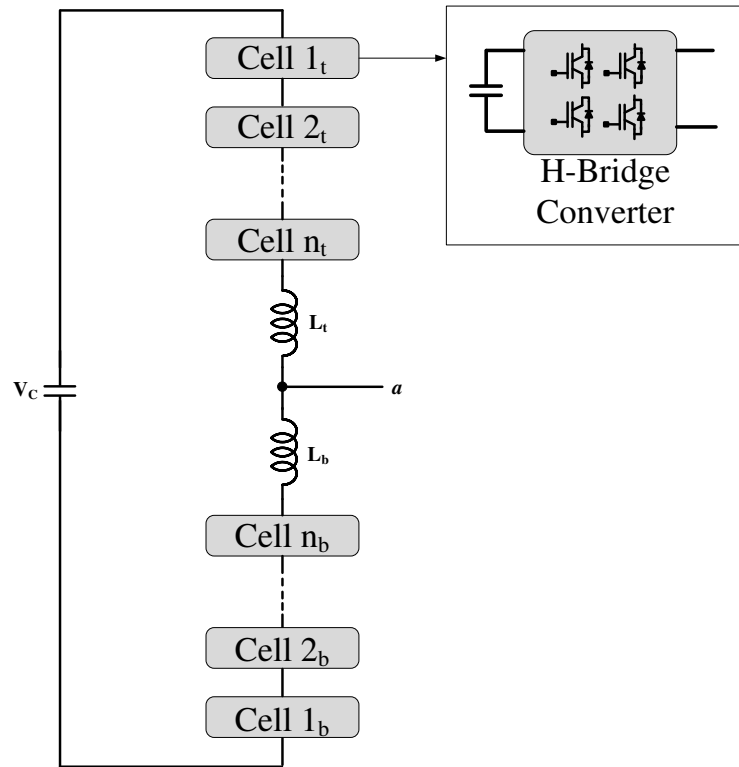 Cell 1t
Cell 2t
Cell nt
Lt
VC
a
Lb
Cell nb
Cell 2b
Cell 1b
H-Bridge
Converter